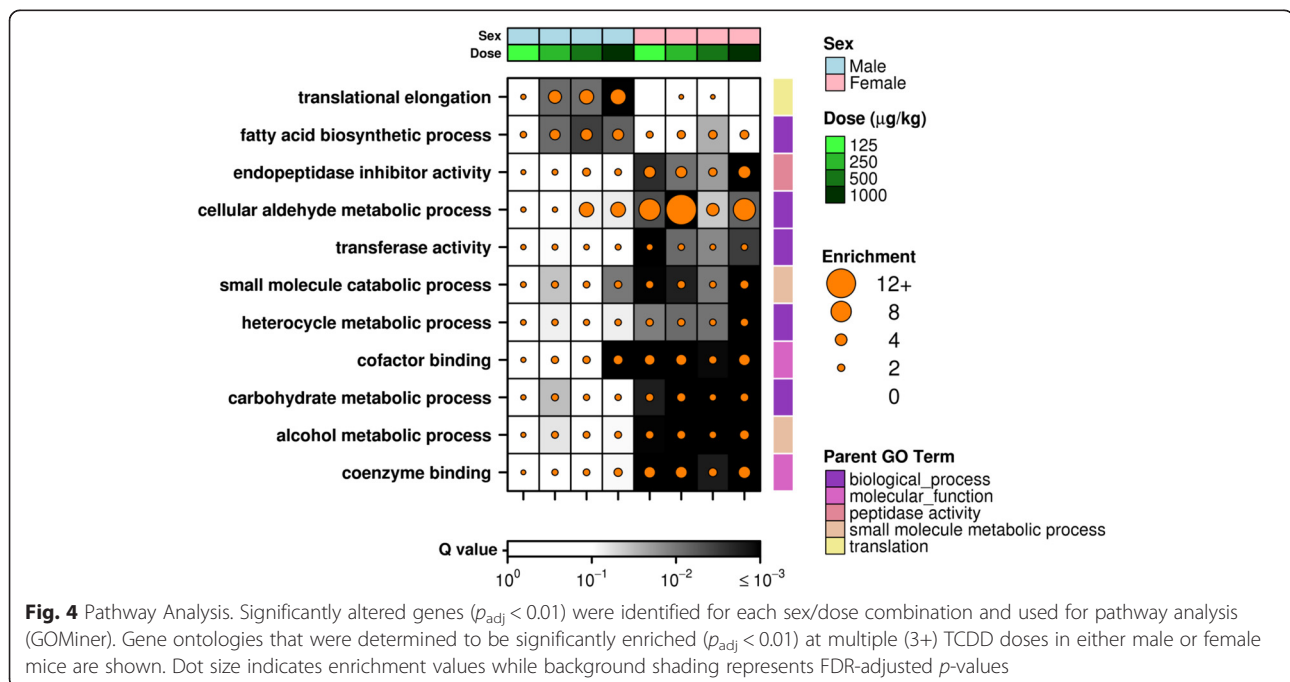 Sex
Dose
translational elongation
fatty acid biosynthetic process
endopeptidase inhibitor activity
cellular aldehyde metabolic process
transferase activity
small molecule catabolic process
heterocycle metabolic process
cofactor binding
carbohydrate metabolic process
alcohol metabolic process
coenzyme binding
Q value
10⁰ 10⁻¹ 10⁻² ≤ 10⁻³
Sex
Male
Female
Dose (µg/kg)
125
250
500
1000
Enrichment
12+
8
4
2
0
Parent GO Term
biological_process
molecular_function
peptidase activity
small molecule metabolic process
translation
Fig. 4 Pathway Analysis. Significantly altered genes (p_adj < 0.01) were identified for each sex/dose combination and used for pathway analysis
(GOMiner). Gene ontologies that were determined to be significantly enriched (p_adj < 0.01) at multiple (3+) TCDD doses in either male or female
mice are shown. Dot size indicates enrichment values while background shading represents FDR-adjusted p-values